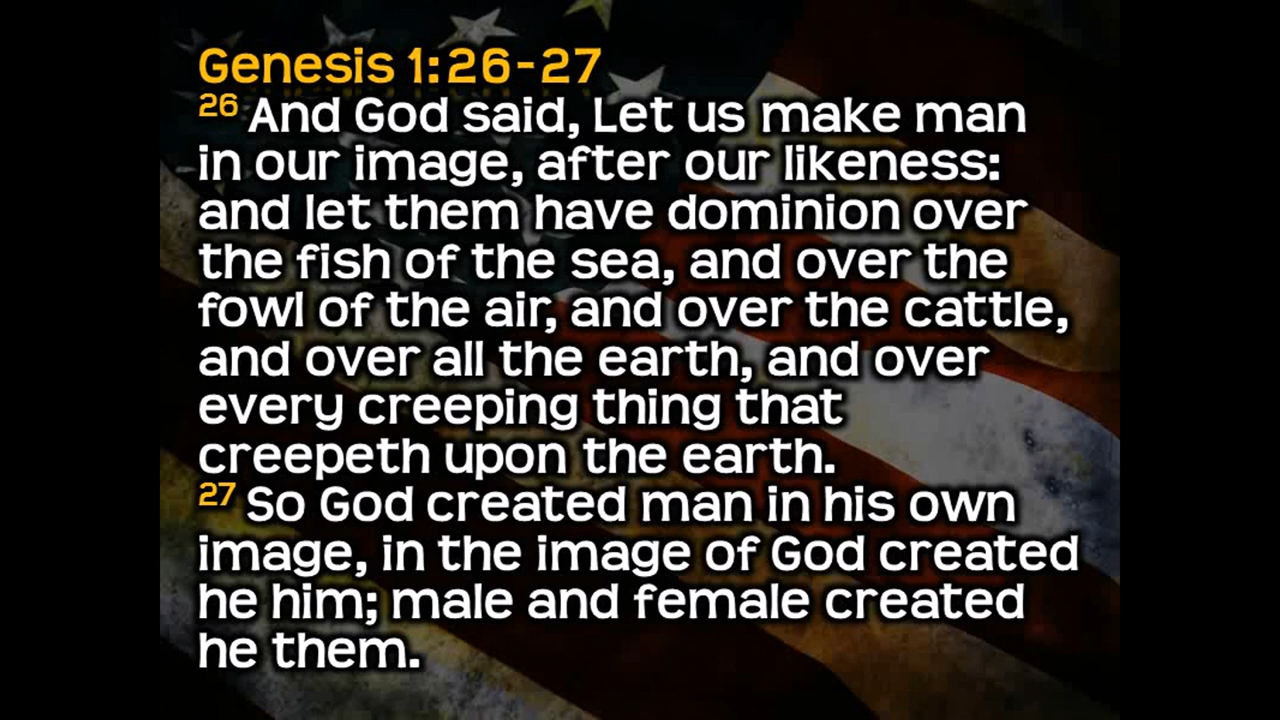 Genesis 1:26-27
26 And God said, Let us make man
in our image, after our likeness:
and let them have dominion over
the fish of the sea, and over the
fowl of the air, and over the cattle,
and over all the earth, and over
every creeping thing that
creepeth upon the earth.
27 So God created man in his own
image, in the image of God created
he him; male and female created
he them.